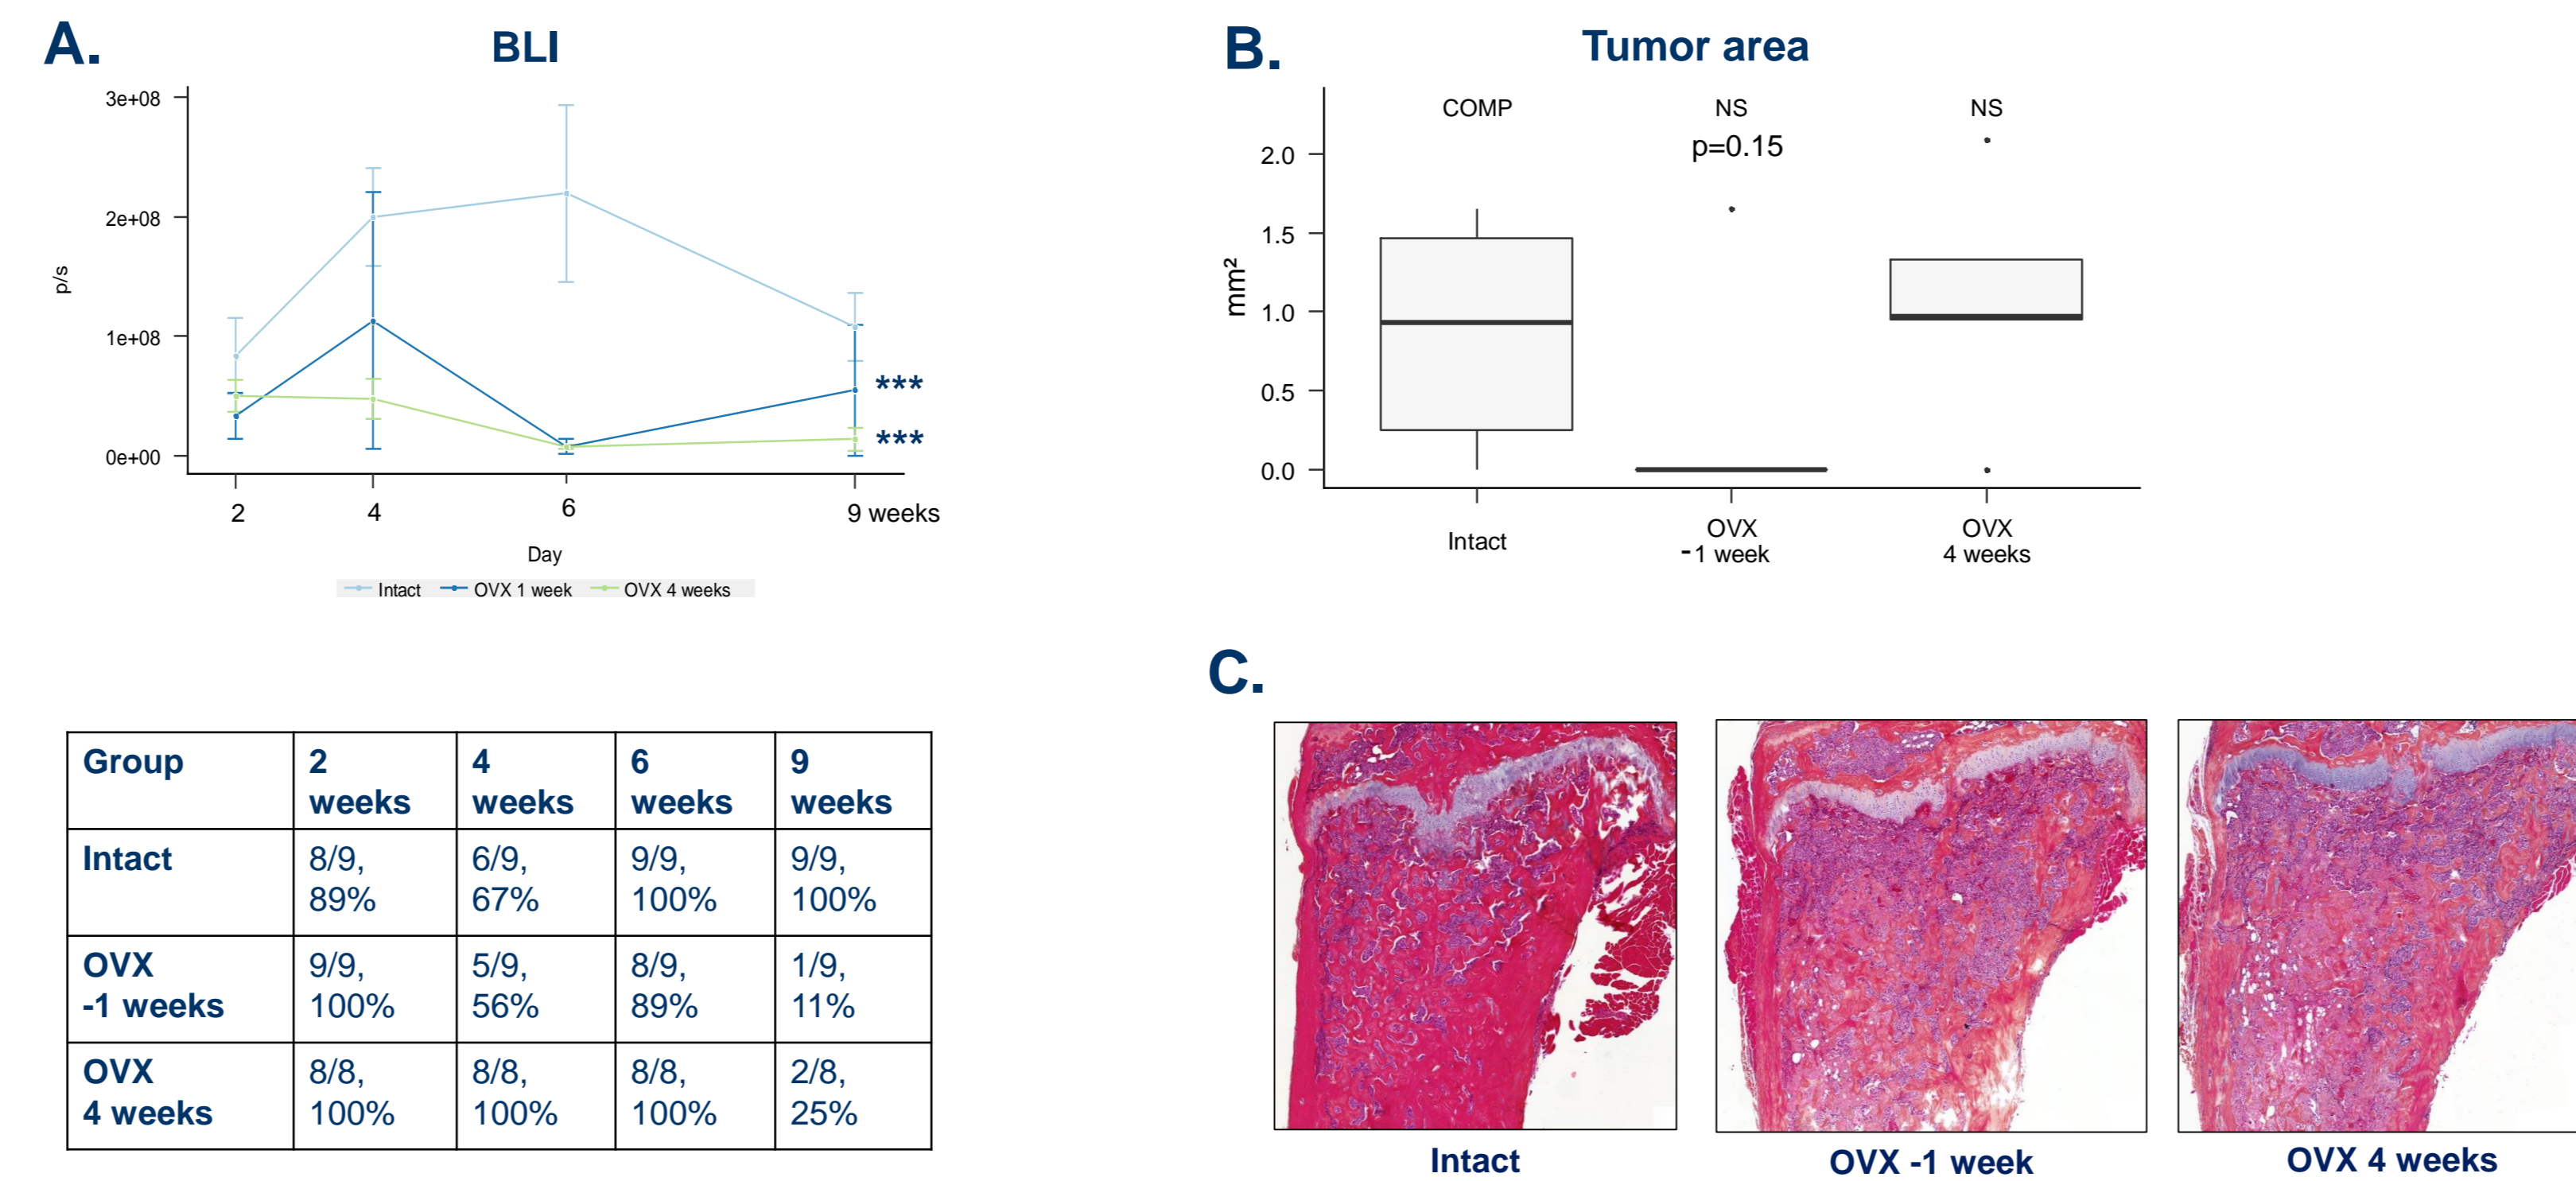 A.
BLI
3e+08
2e+08
1e+08
0e+00
p/s
***
***
2
4
6
9 weeks
Day
Intact
OVX 1 week
OVX 4 weeks
Group
2
weeks
4
weeks
6
weeks
9
weeks
Intact
8/9,
89%
6/9,
67%
9/9,
100%
9/9,
100%
OVX
-1 weeks
9/9,
100%
5/9,
56%
8/9,
89%
1/9,
11%
OVX
4 weeks
8/8,
100%
8/8,
100%
8/8,
100%
2/8,
25%
B.
Tumor area
COMP
NS
p=0.15
NS
2.0
1.5
1.0
0.5
0.0
mm²
Intact
OVX
-1 week
OVX
4 weeks
C.
Intact
OVX -1 week
OVX 4 weeks